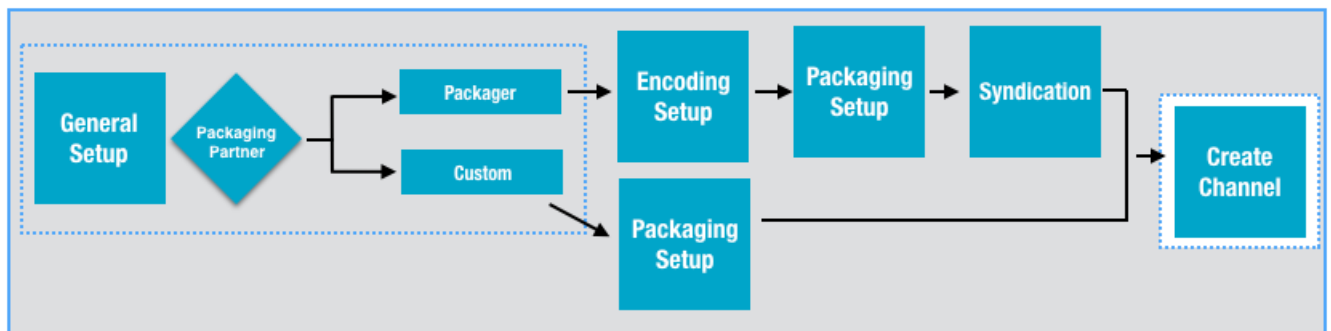 General
Setup
Packaging
Partner
Packager
Custom
Encoding
Setup
Packaging
Setup
Syndication
Packaging
Setup
Create
Channel